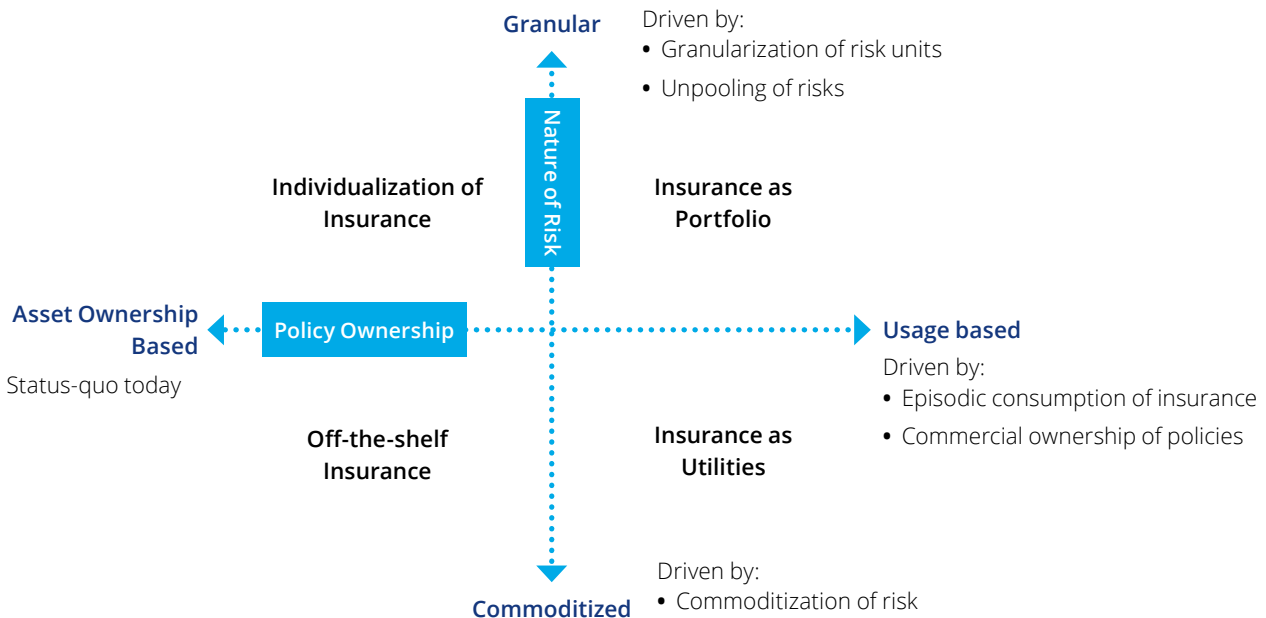 Granular
Driven by:
• Granularization of risk units
• Unpooling of risks
Nature of Risk
Individualization of
Insurance
Insurance as
Portfolio
Asset Ownership
Based
Status-quo today
Policy Ownership
Usage based
Driven by:
• Episodic consumption of insurance
• Commercial ownership of policies
Off-the-shelf
Insurance
Insurance as
Utilities
Commoditized
Driven by:
• Commoditization of risk